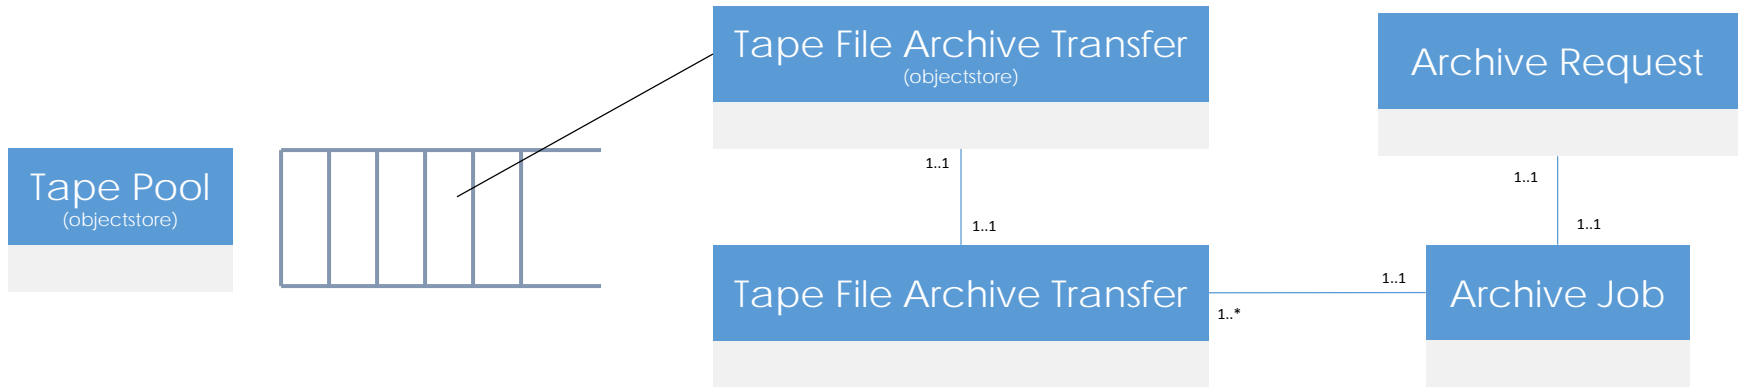 Tape File Archive Transfer
(objectstore)
Archive Request
Tape Pool
(objectstore)
1..1
1..1
1..1
1..1
Tape File Archive Transfer
1..*
1..1
Archive Job